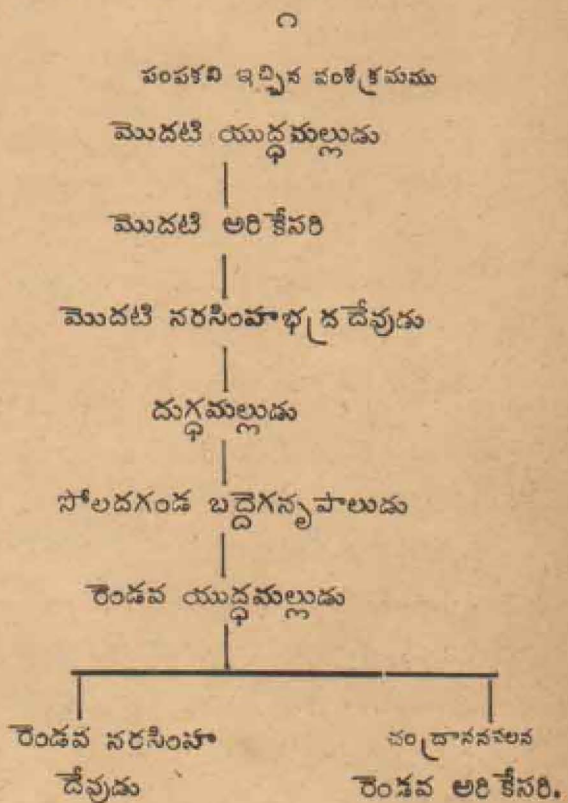 ౧
పంపకవి ఇచ్చిన వంశక్రమము
మొదటి యుద్ధమల్లుడు
మొదటి అరికేసరి
మొదటి నరసింహభద్రదేవుడు
దుగ్ధమల్లుడు
సోలదగండ బద్దెగనృపాలుడు
రెండవ యుద్ధమల్లుడు
రెండవ నరసింహ
దేవుడు
రెండవ అరికేసరి.